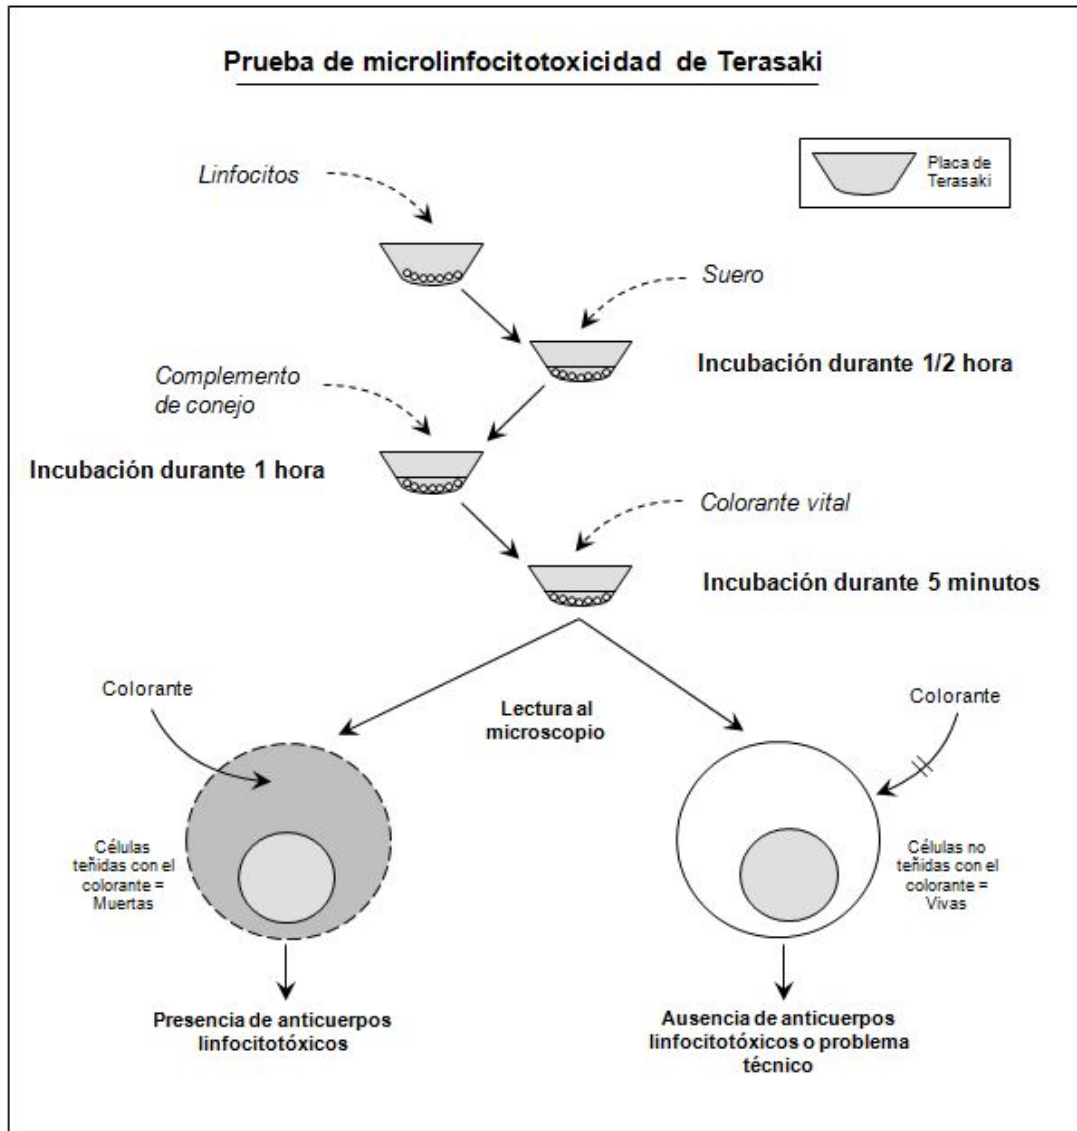 Prueba de microlinfocitotoxicidad de Terasaki
Placa de
Terasaki
Linfocitos
Suero
Incubación durante 1/2 hora
Complemento
de conejo
Incubación durante 1 hora
Colorante vital
Incubación durante 5 minutos
Colorante
Lectura al
microscopio
Colorante
Células
teñidas con el
colorante =
Muertas
Células no
teñidas con el
colorante =
Vivas
Presencia de anticuerpos
linfocitotóxicos
Ausencia de anticuerpos
linfocitotóxicos o problema
técnico